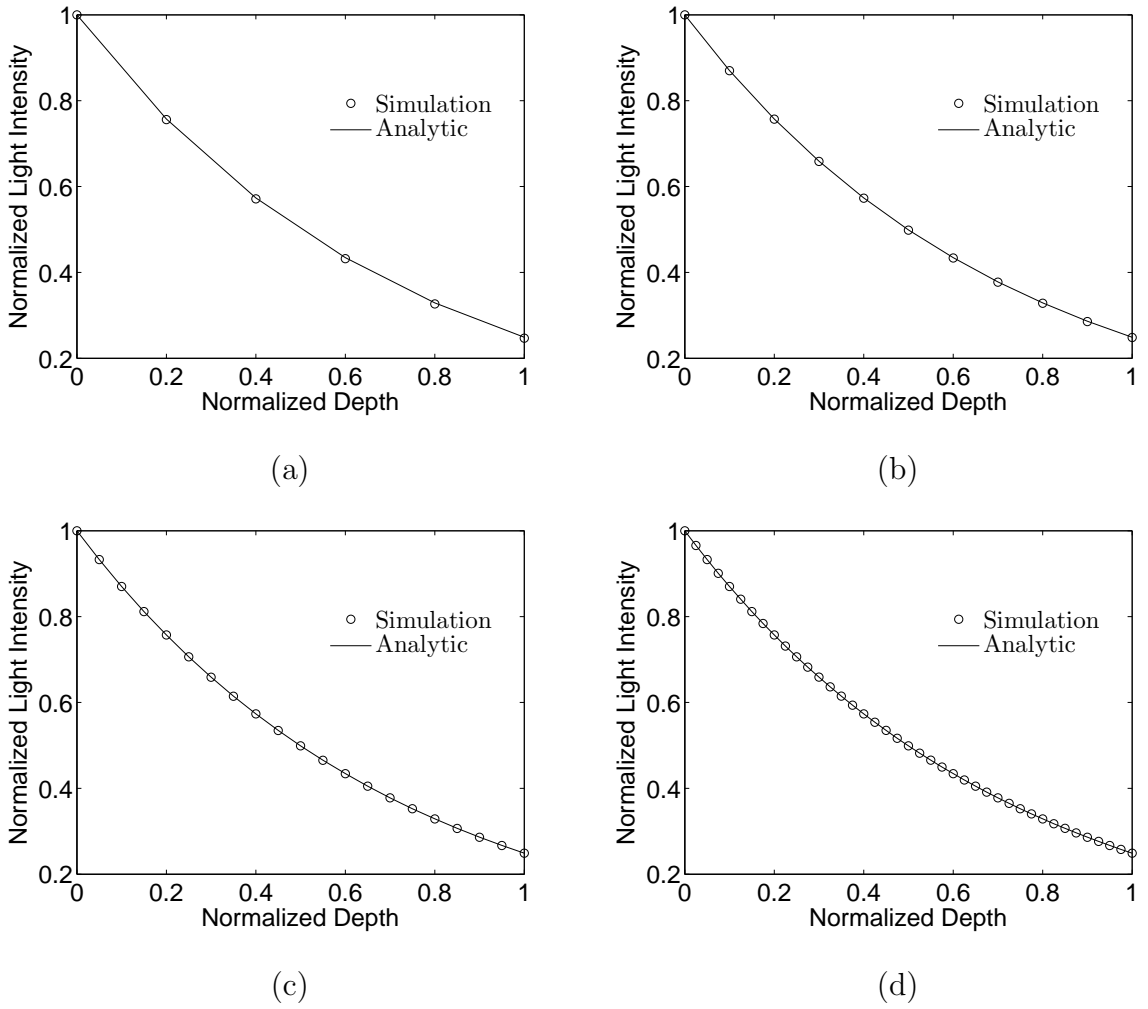 1
0.8
0.6
0.4
0.2
0 0.2 0.4 0.6 0.8 1
Normalized Light Intensity
Normalized Depth
Simulation
Analytic
(a)
1
0.8
0.6
0.4
0.2
0 0.2 0.4 0.6 0.8 1
Normalized Light Intensity
Normalized Depth
Simulation
Analytic
(b)
1
0.8
0.6
0.4
0.2
0 0.2 0.4 0.6 0.8 1
Normalized Light Intensity
Normalized Depth
Simulation
Analytic
(c)
1
0.8
0.6
0.4
0.2
0 0.2 0.4 0.6 0.8 1
Normalized Light Intensity
Normalized Depth
Simulation
Analytic
(d)